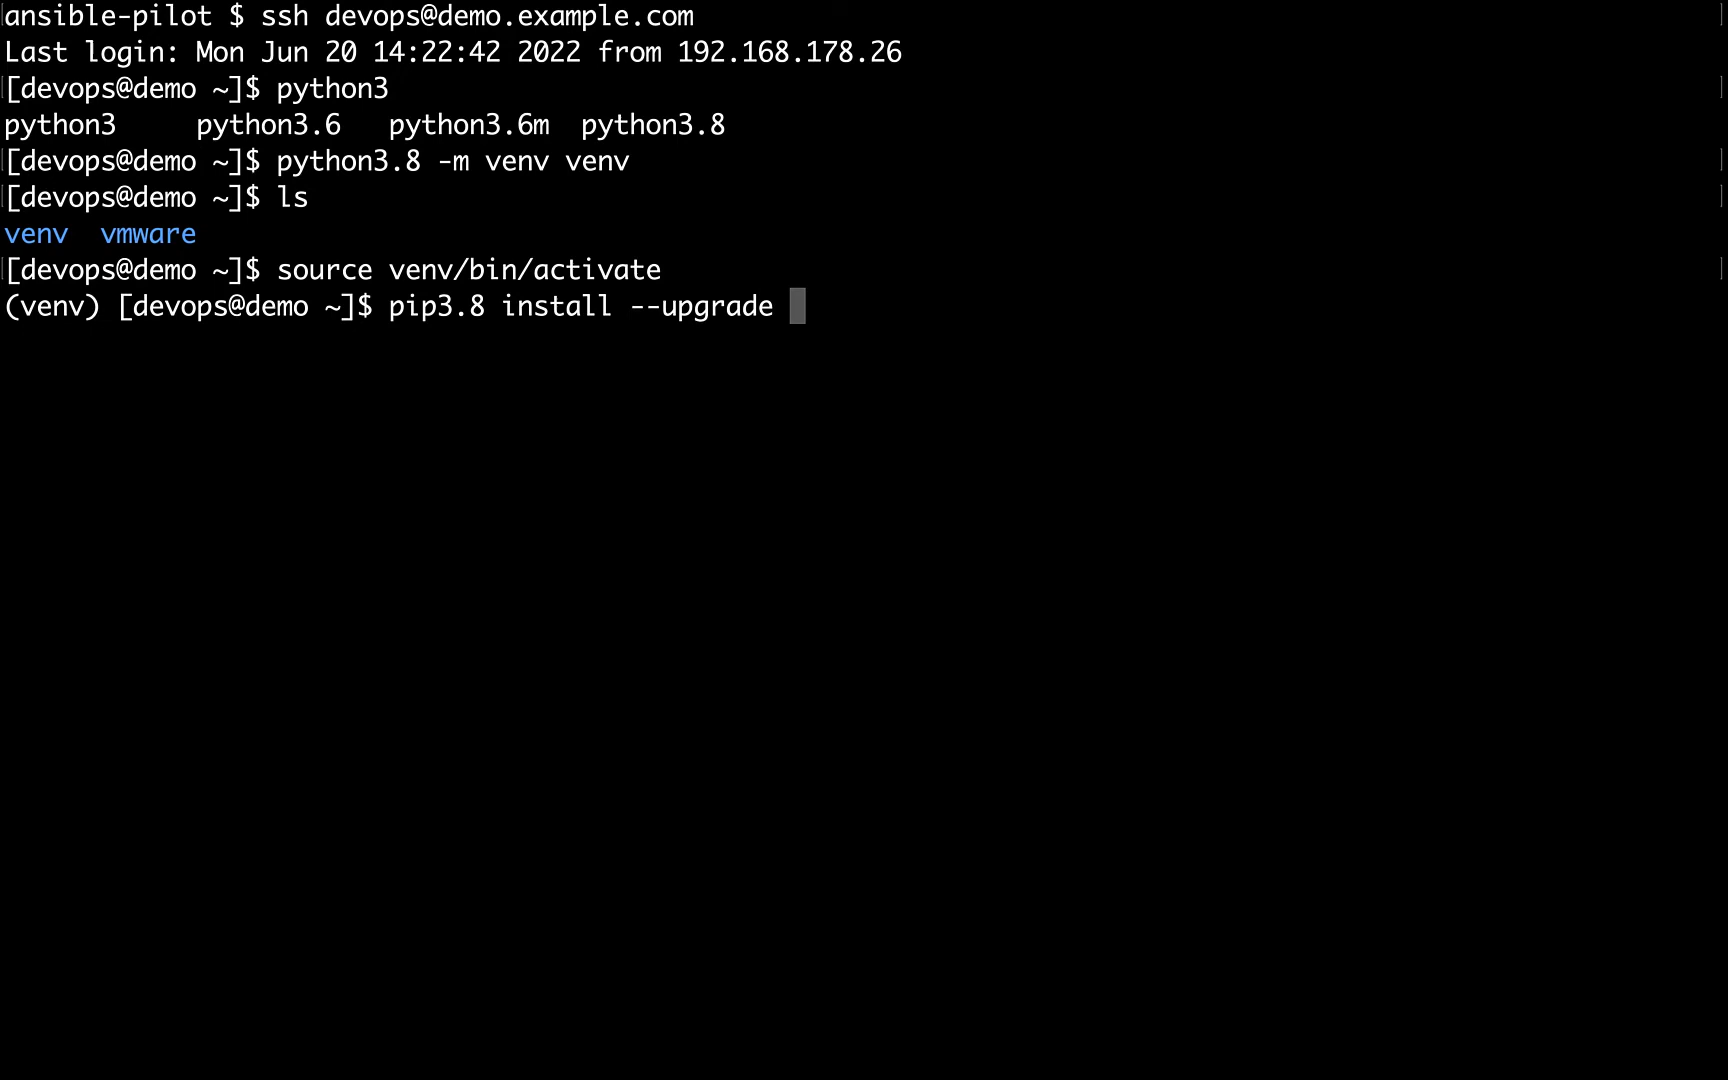 ansible-pilot $ ssh devops@demo.example.com
Last login: Mon Jun 20 14:22:42 2022 from 192.168.178.26
[devops@demo ~]$ python3
python3     python3.6   python3.6m  python3.8
[devops@demo ~]$ python3.8 -m venv venv
[devops@demo ~]$ ls
venv  vmware
[devops@demo ~]$ source venv/bin/activate
(venv) [devops@demo ~]$ pip3.8 install --upgrade